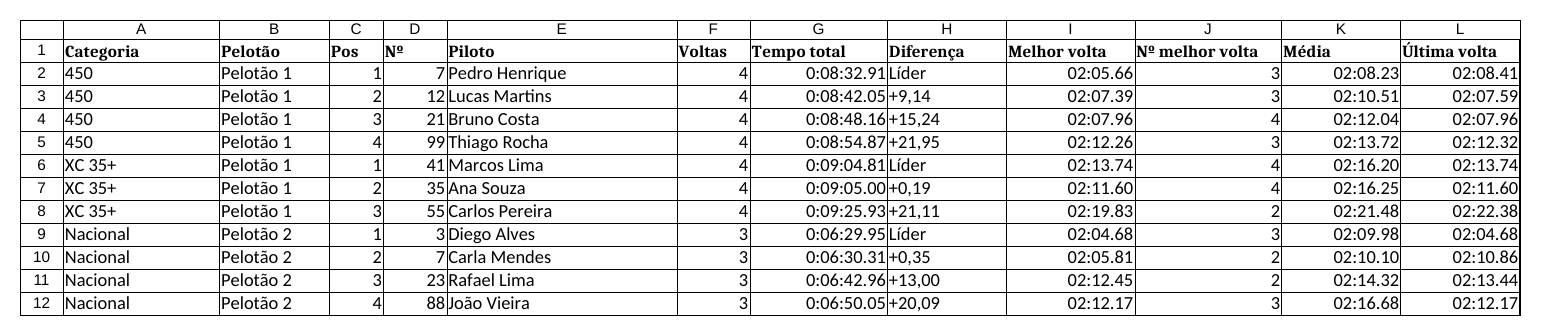 A B C D E F G H I J K L
1 Categoria Pelotão Pos Nº Piloto Voltas Tempo total Diferença Melhor volta Nº melhor volta Média Última volta
2 450 Pelotão 1 1 7 Pedro Henrique 4 0:08:32.91 Líder 02:05.66 3 02:08.23 02:08.41
3 450 Pelotão 1 2 12 Lucas Martins 4 0:08:42.05 +9,14 02:07.39 3 02:10.51 02:07.59
4 450 Pelotão 1 3 21 Bruno Costa 4 0:08:48.16 +15,24 02:07.96 4 02:12.04 02:07.96
5 450 Pelotão 1 4 99 Thiago Rocha 4 0:08:54.87 +21,95 02:12.26 3 02:13.72 02:12.32
6 XC 35+ Pelotão 1 1 41 Marcos Lima 4 0:09:04.81 Líder 02:13.74 4 02:16.20 02:13.74
7 XC 35+ Pelotão 1 2 35 Ana Souza 4 0:09:05.00 +0,19 02:11.60 4 02:16.25 02:11.60
8 XC 35+ Pelotão 1 3 55 Carlos Pereira 4 0:09:25.93 +21,11 02:19.83 2 02:21.48 02:22.38
9 Nacional Pelotão 2 1 3 Diego Alves 3 0:06:29.95 Líder 02:04.68 3 02:09.98 02:04.68
10 Nacional Pelotão 2 2 7 Carla Mendes 3 0:06:30.31 +0,35 02:05.81 2 02:10.10 02:10.86
11 Nacional Pelotão 2 3 23 Rafael Lima 3 0:06:42.96 +13,00 02:12.45 2 02:14.32 02:13.44
12 Nacional Pelotão 2 4 88 João Vieira 3 0:06:50.05 +20,09 02:12.17 3 02:16.68 02:12.17